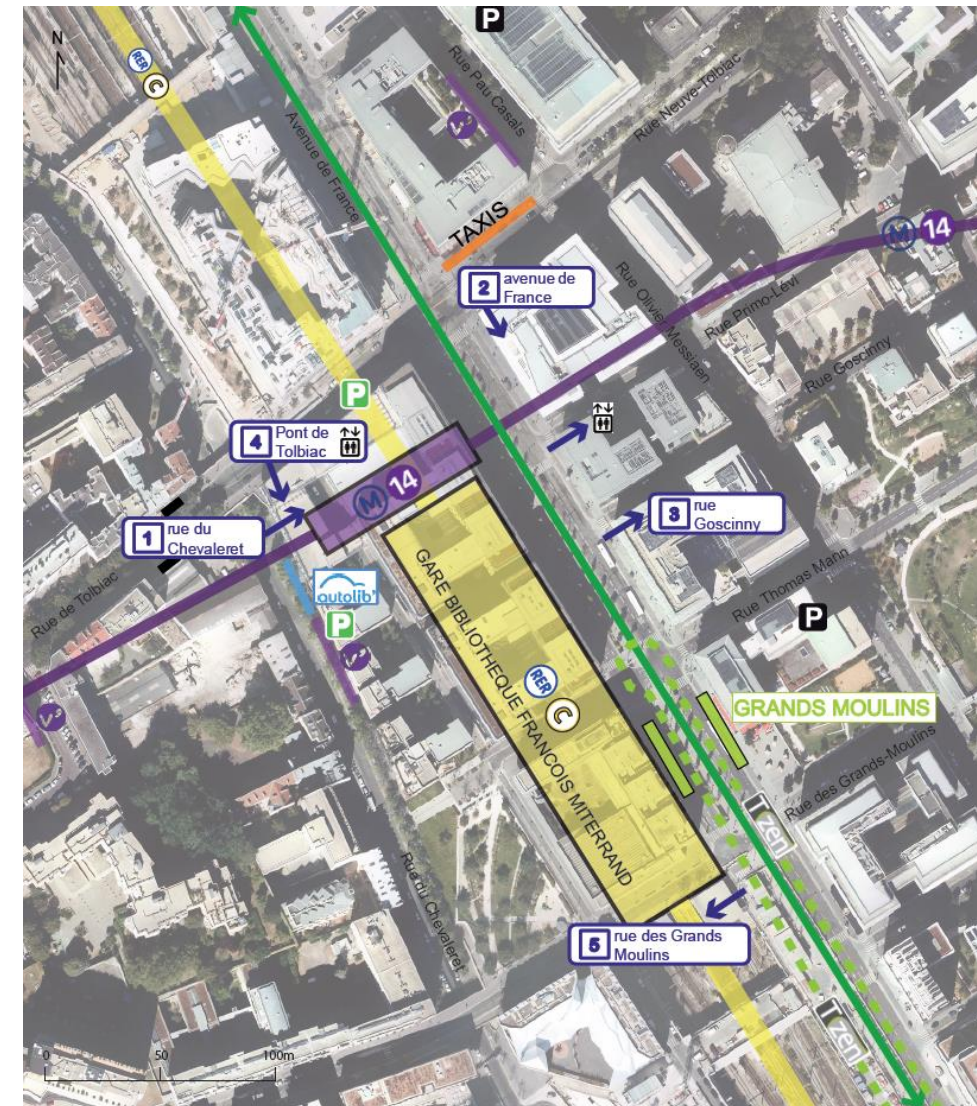 N
P
RER
C
Rue Pau Casals
Rue Neuve-Tolbiac
Avenue de France
TAXIS
M 14
2 avenue de
France
Rue Olivier Messiaen
Rue Primo-Lévi
Rue Goscinny
P
4 Pont de
Tolbiac
M 14
3 rue
Goscinny
1 rue du
Chevaleret
Rue de Tolbiac
autolib'
P
Rue Thomas Mann
P
GARE BIBLIOTHEQUE FRANCOIS MITERRAND
RER
C
GRANDS MOULINS
Rue des Grands-Moulins
T zen
Rue du Chevaleret
5 rue des Grands
Moulins
T zen
0 50 100m